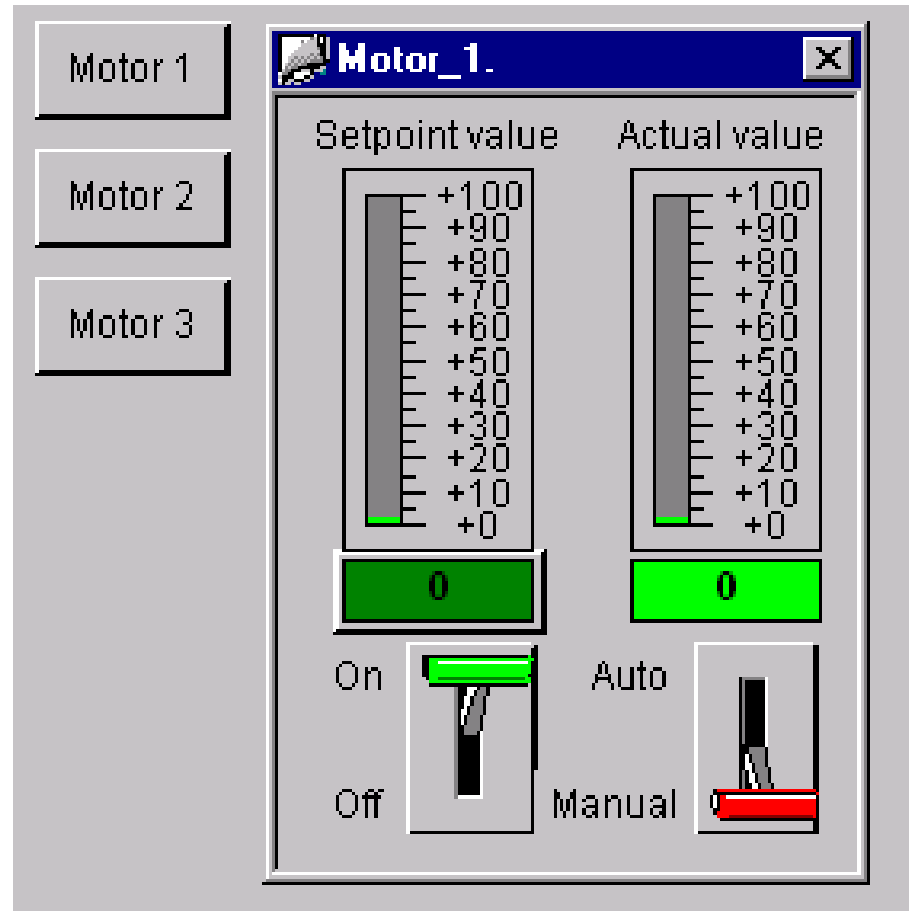 Motor 1
Motor 2
Motor 3
Motor_1.
Setpoint value
+100
+90
+80
+70
+60
+50
+40
+30
+20
+10
+0
0
Actual value
+100
+90
+80
+70
+60
+50
+40
+30
+20
+10
+0
0
On
Off
Auto
Manual